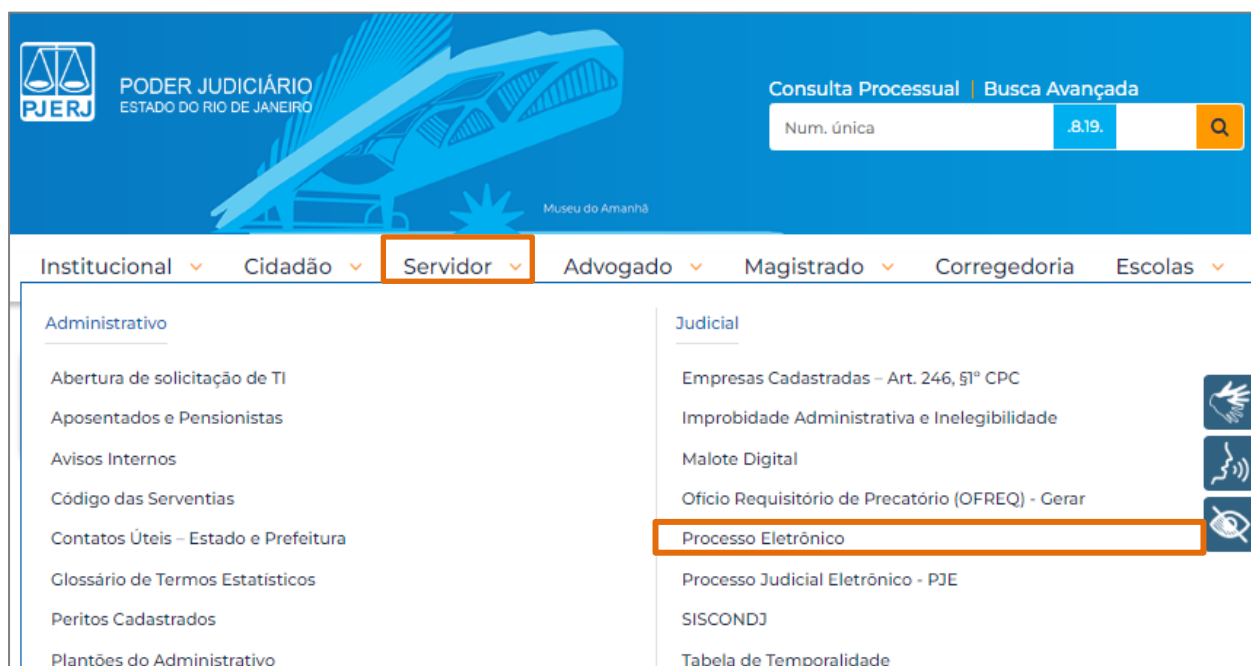 PJERJ
PODER JUDICIÁRIO
ESTADO DO RIO DE JANEIRO
Consulta Processual | Busca Avançada
Num. única .8.19.
Museu do Amanhã
Institucional Cidadão Servidor Advogado Magistrado Corregedoria Escolas
Administrativo
Abertura de solicitação de TI
Aposentados e Pensionistas
Avisos Internos
Código das Serventias
Contatos Úteis – Estado e Prefeitura
Glossário de Termos Estatísticos
Peritos Cadastrados
Plantões do Administrativo
Judicial
Empresas Cadastradas – Art. 246, §1º CPC
Improbidade Administrativa e Inelegibilidade
Malote Digital
Ofício Requisitório de Precatório (OFREQ) - Gerar
Processo Eletrônico
Processo Judicial Eletrônico - PJE
SISCONDJ
Tabela de Temporalidade